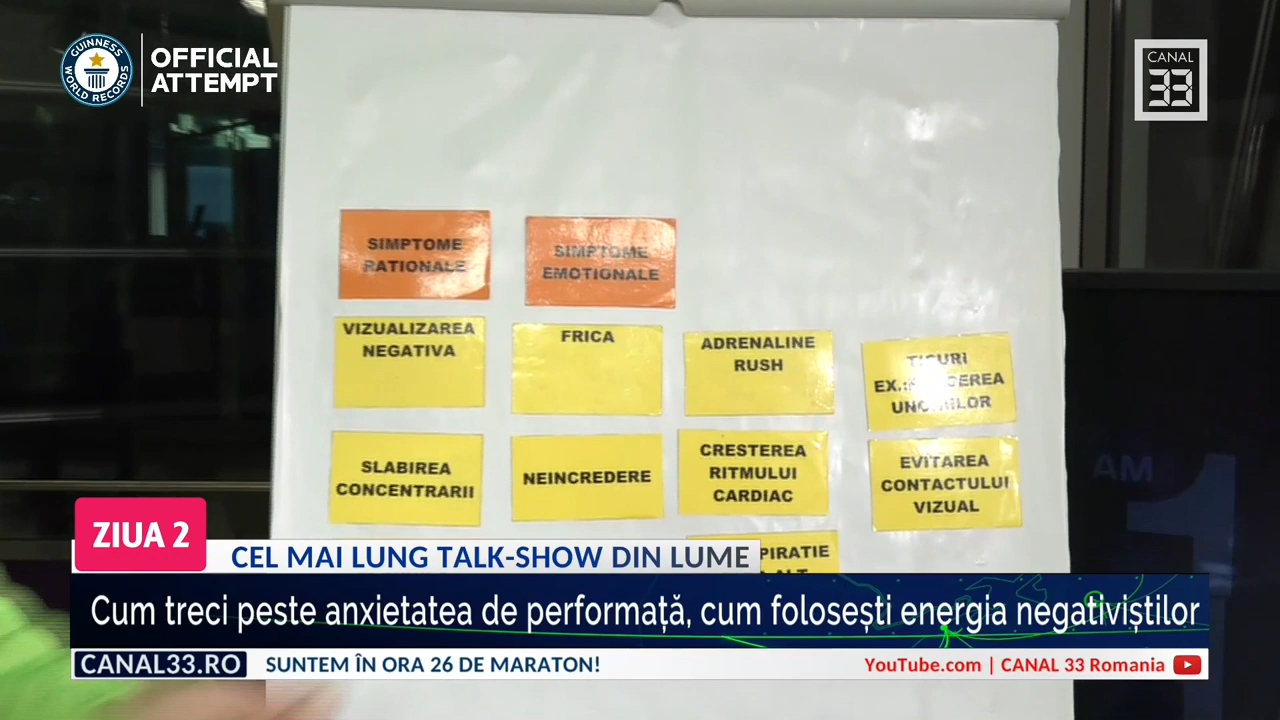 GUINNESS
WORLD RECORDS
OFFICIAL
ATTEMPT
CANAL
33
SIMPTOME
RATIONALE
SIMPTOME
EMOTIONALE
VIZUALIZAREA
NEGATIVA
FRICA
ADRENALINE
RUSH
TICURI
SLABIREA
CONCENTRARII
NEINCREDERE
CRESTEREA
RITMULUI
CARDIAC
EVITAREA
CONTACTULUI
VIZUAL
AM
1
ZIUA 2
CEL MAI LUNG TALK-SHOW DIN LUME
Cum treci peste anxietatea de performață, cum folosești energia negativiștilor
CANAL33.RO
SUNTEM ÎN ORA 26 DE MARATON!
YouTube.com | CANAL 33 Romania